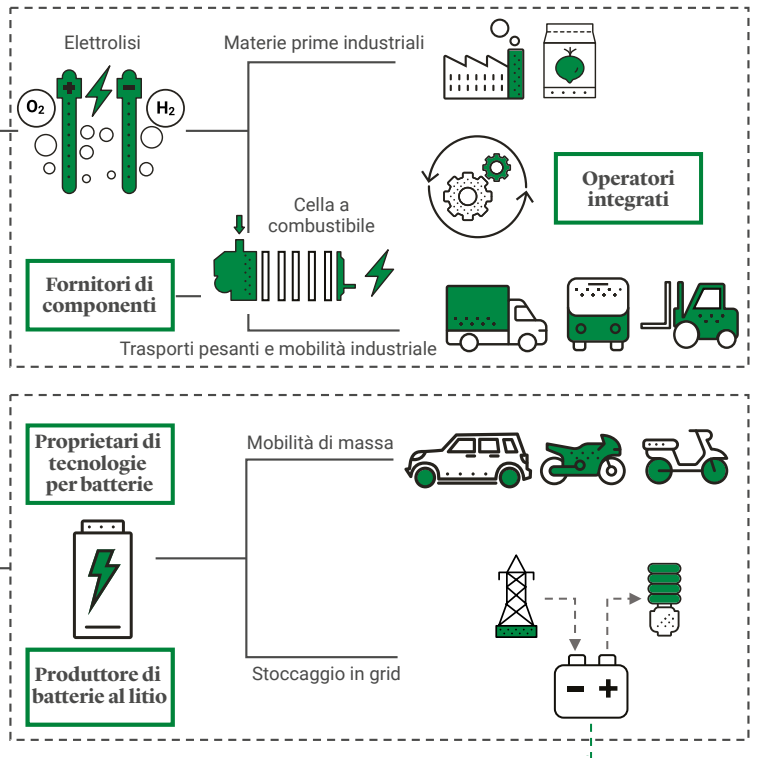 Elettrolisi
Materie prime industriali
+
−
O₂
H₂
Operatori
integrati
Cella a
combustibile
Fornitori di
componenti
Trasporti pesanti e mobilità industriale
Proprietari di
tecnologie
per batterie
Mobilità di massa
Produttore di
batterie al litio
Stoccaggio in grid
− +